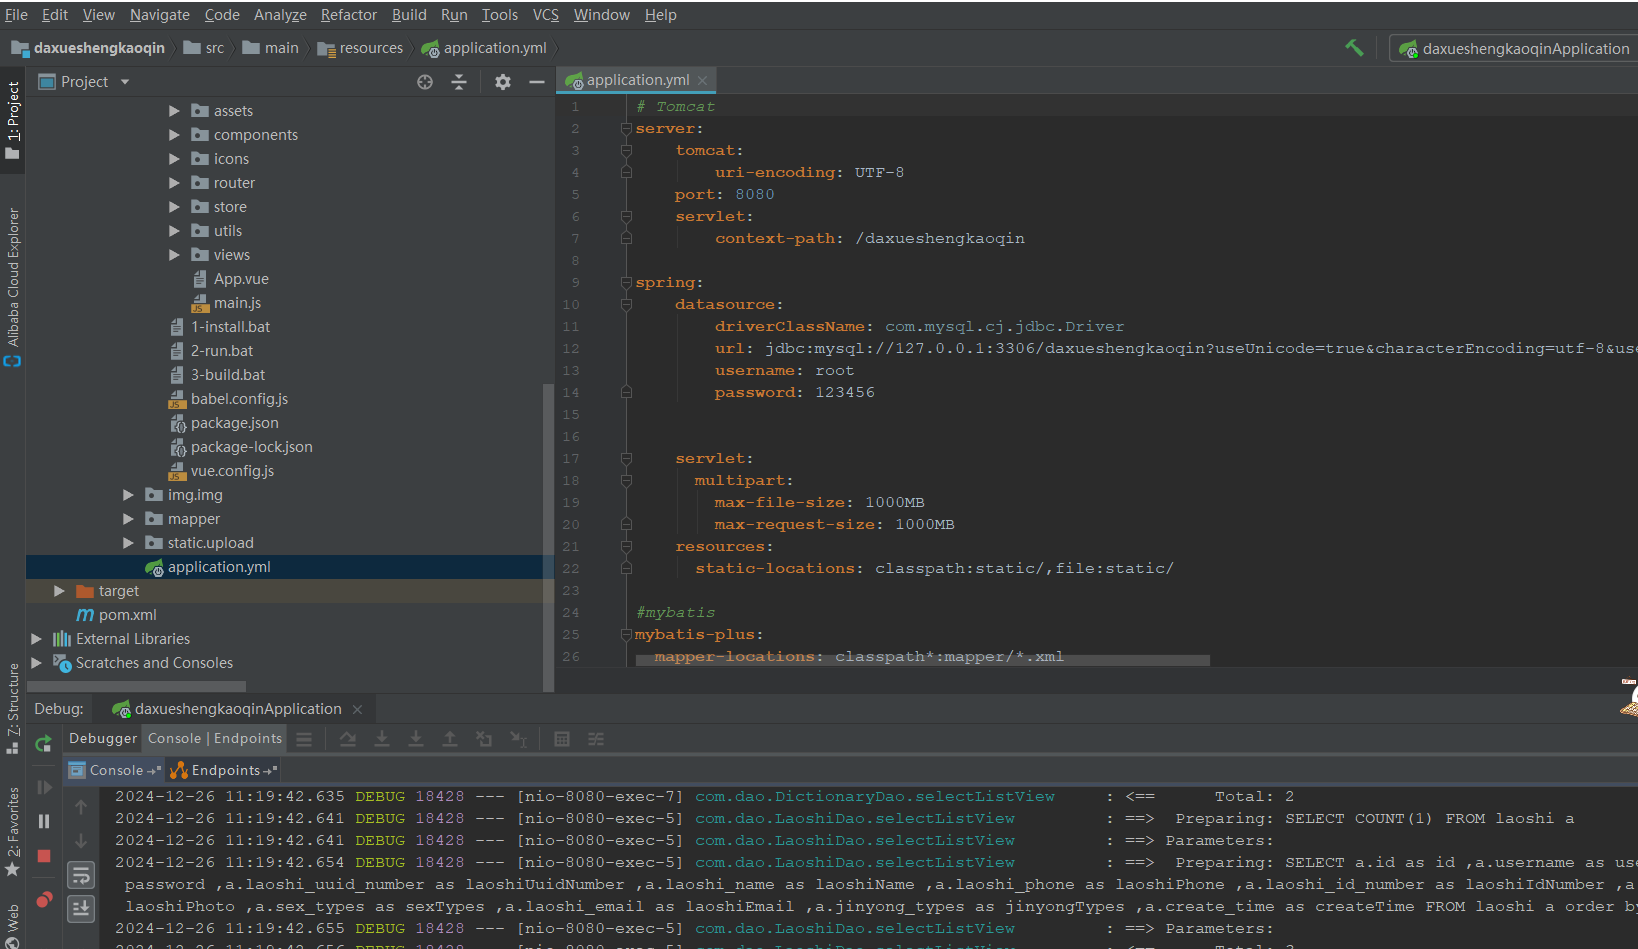 File Edit View Navigate Code Analyze Refactor Build Run Tools VCS Window Help
daxueshengkaoqin src main resources application.yml daxueshengkaoqinApplication
1: Project
Alibaba Cloud Explorer
7: Structure
2: Favorites
Web
Project
assets
components
icons
router
store
utils
views
App.vue
main.js
1-install.bat
2-run.bat
3-build.bat
babel.config.js
package.json
package-lock.json
vue.config.js
img.img
mapper
static.upload
application.yml
target
pom.xml
External Libraries
Scratches and Consoles
application.yml
1 # Tomcat
2 server:
3 tomcat:
4 uri-encoding: UTF-8
5 port: 8080
6 servlet:
7 context-path: /daxueshengkaoqin
8
9 spring:
10 datasource:
11 driverClassName: com.mysql.cj.jdbc.Driver
12 url: jdbc:mysql://127.0.0.1:3306/daxueshengkaoqin?useUnicode=true&characterEncoding=utf-8&use
13 username: root
14 password: 123456
15
16
17 servlet:
18 multipart:
19 max-file-size: 1000MB
20 max-request-size: 1000MB
21 resources:
22 static-locations: classpath:static/,file:static/
23
24 #mybatis
25 mybatis-plus:
26 mapper-locations: classpath*:mapper/*.xml
Debug: daxueshengkaoqinApplication
Debugger Console | Endpoints
Console Endpoints
2024-12-26 11:19:42.635 DEBUG 18428 --- [nio-8080-exec-7] com.dao.DictionaryDao.selectListView : <== Total: 2
2024-12-26 11:19:42.641 DEBUG 18428 --- [nio-8080-exec-5] com.dao.LaoshiDao.selectListView : ==> Preparing: SELECT COUNT(1) FROM laoshi a
2024-12-26 11:19:42.641 DEBUG 18428 --- [nio-8080-exec-5] com.dao.LaoshiDao.selectListView : ==> Parameters:
2024-12-26 11:19:42.654 DEBUG 18428 --- [nio-8080-exec-5] com.dao.LaoshiDao.selectListView : ==> Preparing: SELECT a.id as id ,a.username as use
password ,a.laoshi_uuid_number as laoshiUuidNumber ,a.laoshi_name as laoshiName ,a.laoshi_phone as laoshiPhone ,a.laoshi_id_number as laoshiIdNumber ,a
laoshiPhoto ,a.sex_types as sexTypes ,a.laoshi_email as laoshiEmail ,a.jinyong_types as jinyongTypes ,a.create_time as createTime FROM laoshi a order by
2024-12-26 11:19:42.655 DEBUG 18428 --- [nio-8080-exec-5] com.dao.LaoshiDao.selectListView : ==> Parameters: